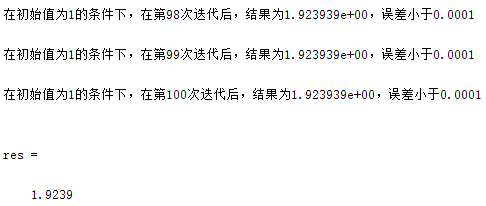 在初始值为1的条件下，在第98次迭代后，结果为1.923939e+00，误差小于0.0001
在初始值为1的条件下，在第99次迭代后，结果为1.923939e+00，误差小于0.0001
在初始值为1的条件下，在第100次迭代后，结果为1.923939e+00，误差小于0.0001
res =
1.9239